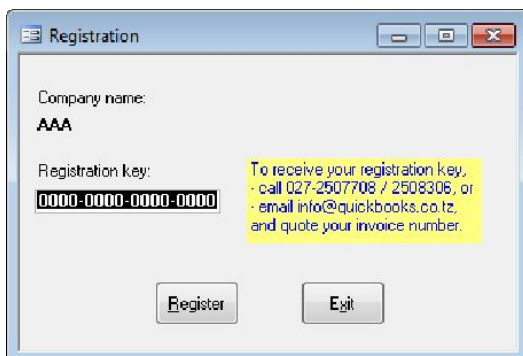 Registration
Company name:
AAA
Registration key:
0000-0000-0000-0000
To receive your registration key,
- call 027-2507708 / 2508306, or
- email info@quickbooks.co.tz,
and quote your invoice number.
Register
Exit